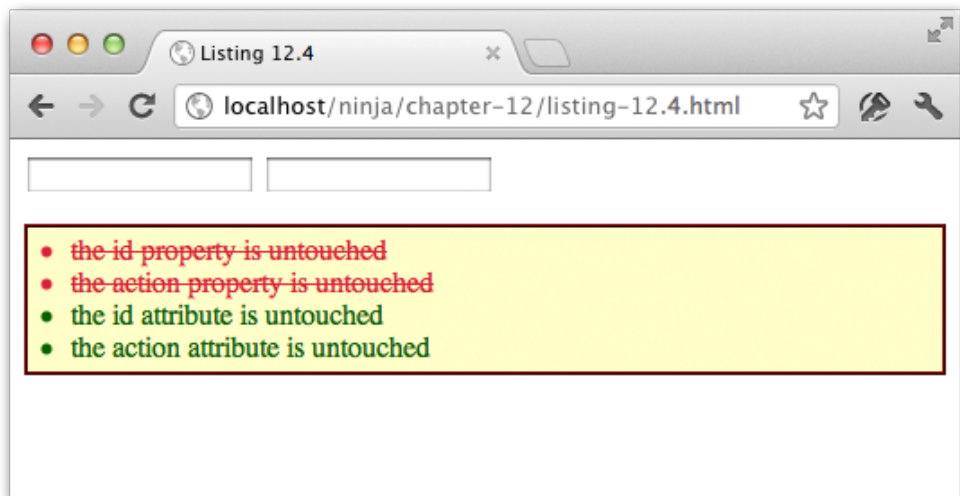 Listing 12.4
localhost/ninja/chapter-12/listing-12.4.html
the id property is untouched
the action property is untouched
the id attribute is untouched
the action attribute is untouched